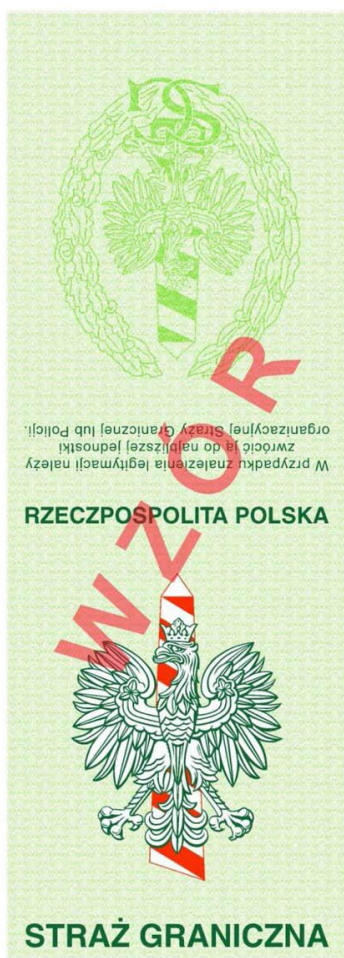 SG
W przypadku znalezienia legitymacji należy
zwrócić ją do najbliższej jednostki
organizacyjnej Straży Granicznej lub Policji.
RZECZPOSPOLITA POLSKA
WZÓR
STRAŻ GRANICZNA